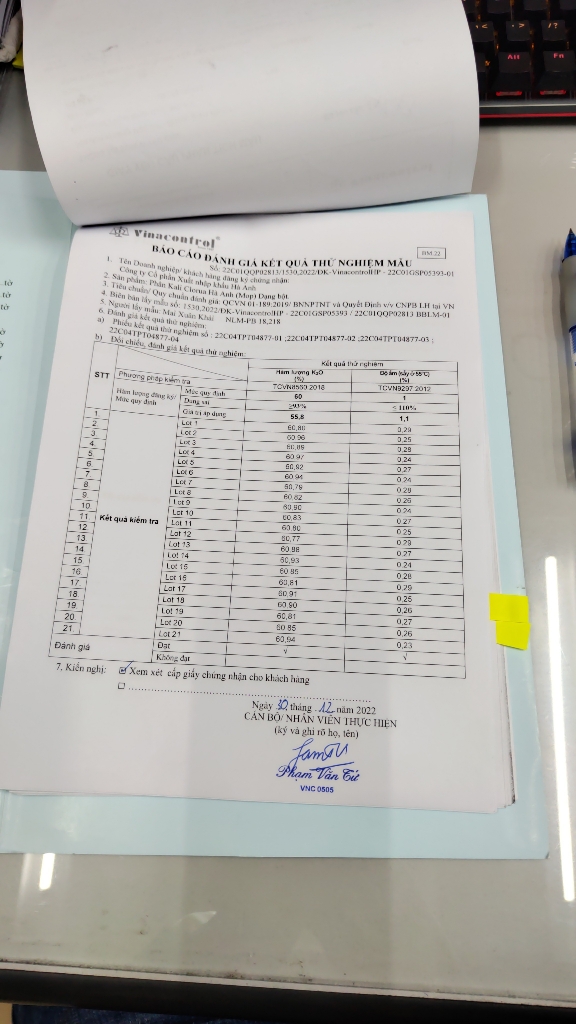 Alt
Fn
Vinacontrol
BÁO CÁO ĐÁNH GIÁ KẾT QUẢ THỬ NGHIỆM MẪU
BM.22
Số: 22C01QQP02813/1530,2022/ĐK-VinacontrolHP - 22C01GSP05393-01
1. Tên Doanh nghiệp/ khách hàng đăng ký chứng nhận:
Công ty Cổ phần Xuất nhập khẩu Hà Anh
2. Sản phẩm: Phân Kali Clorua Hà Anh (Mop) Dạng bột
3. Tiêu chuẩn/ Quy chuẩn đánh giá: QCVN 01-189:2019/ BNNPTNT và Quyết Định v/v CNPB LH tại VN
4. Biên bản lấy mẫu số: 1530,2022/ĐK-VinacontrolHP - 22C01GSP05393 / 22C01QQP02813 BBLM-01
5. Người lấy mẫu: Mai Xuân Khải NLM-PB 18,218
6. Đánh giá kết quả thử nghiệm:
a) Phiếu kết quả thử nghiệm số : 22C04TPT04877-01 ;22C04TPT04877-02 ;22C04TPT04877-03 ;
22C04TPT04877-04
b) Đối chiếu, đánh giá kết quả thử nghiệm:
STT
Kết quả thử nghiệm
Hàm lượng K₂O (%)
Độ ẩm (sấy ở 55°C) (%)
Phương pháp kiểm tra TCVN8560:2018 TCVN9297:2012
Hàm lượng đăng ký/ Mức quy định
Mức quy định 60 1
Dung sai ≥93% ≤ 110%
Giá trị áp dụng 55,8 1,1
Kết quả kiểm tra
1. Lot 1 60,86 0,29
2. Lot 2 60,96 0,25
3. Lot 3 60,89 0,28
4. Lot 4 60,97 0,24
5. Lot 5 60,92 0,27
6. Lot 6 60,94 0,24
7. Lot 7 60,79 0,28
8. Lot 8 60,82 0,26
9. Lot 9 60,90 0,24
10. Lot 10 60,83 0,27
11. Lot 11 60,80 0,25
12. Lot 12 60,77 0,29
13. Lot 13 60,88 0,27
14. Lot 14 60,93 0,24
15. Lot 15 60,85 0,28
16. Lot 16 60,81 0,29
17. Lot 17 60,91 0,25
18. Lot 18 60,90 0,26
19. Lot 19 60,81 0,27
20. Lot 20 60,85 0,26
21. Lot 21 60,94 0,23
Đánh giá
Đạt √ √
Không đạt
7. Kiến nghị: ☑ Xem xét cấp giấy chứng nhận cho khách hàng
☐
Ngày 30 tháng 12 năm 2022
CÁN BỘ/ NHÂN VIÊN THỰC HIỆN
(ký và ghi rõ họ, tên)
Phạm Văn Tú
VNC 0505